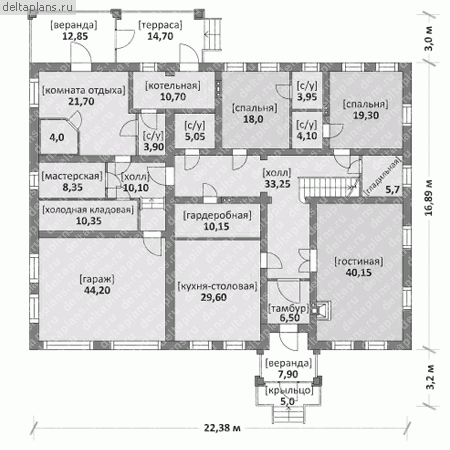 deltaplans.ru
[веранда]
12,85
[терраса]
14,70
3,0 м
[комната отдыха]
21,70
[котельная]
10,70
[спальня]
18,0
[с/у]
3,95
[спальня]
19,30
4,0
[с/у]
3,90
[с/у]
5,05
[с/у]
4,10
[мастерская]
8,35
[холл]
10,10
[холл]
33,25
[гладильная]
5,7
16,89 м
[холодная кладовая]
10,35
[гардеробная]
10,15
[гараж]
44,20
[кухня-столовая]
29,60
[гостиная]
40,15
[тамбур]
6,50
[веранда]
7,90
[крыльцо]
5,0
3,2 м
22,38 м